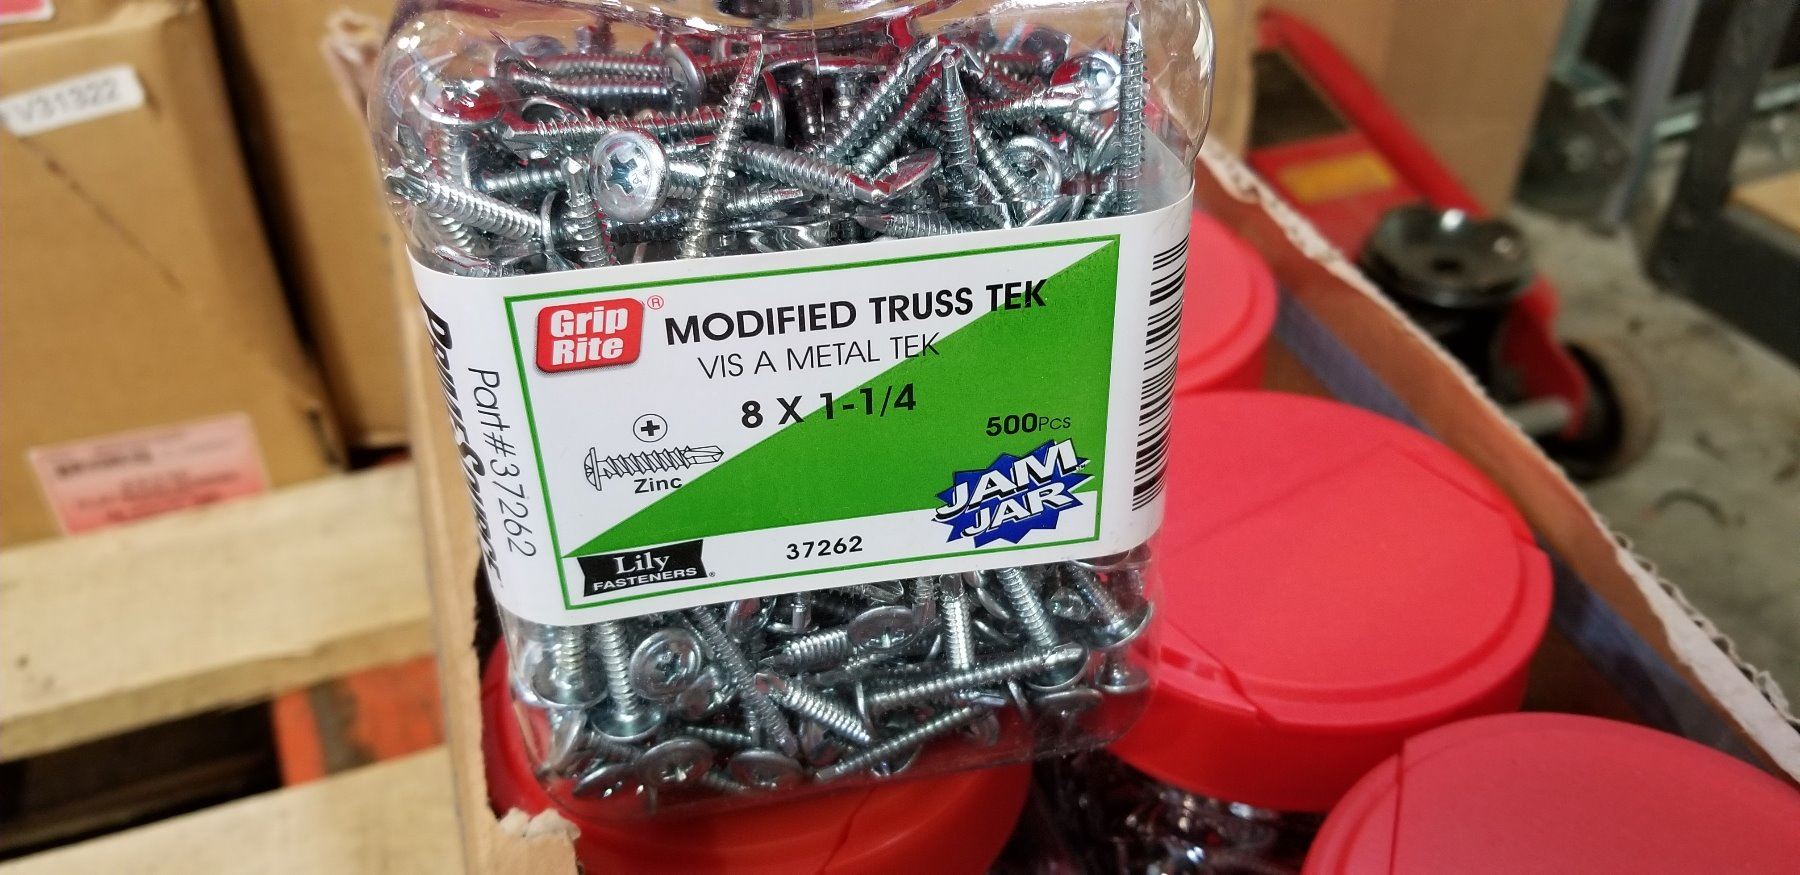 V31322
Grip
Rite®
MODIFIED TRUSS TEK
VIS A METAL TEK
8 X 1-1/4
500Pcs
Zinc
JAM
JAR
Lily
FASTENERS®
37262
Part#37262